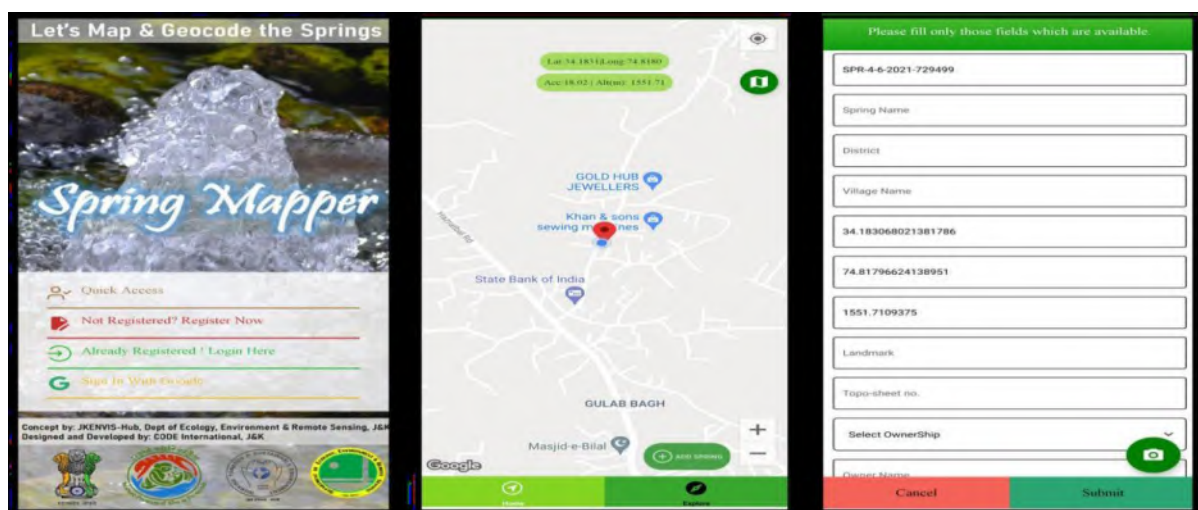 Let's Map & Geocode the Springs
Spring Mapper
Quick Access
Not Registered? Register Now
Already Registered ! Login Here
Sign In With Google
Concept by: JKENVIS-Hub, Dept of Ecology, Environment & Remote Sensing, J&K
Designed and Developed by: CODE International, J&K
Lat:34.1831|Long:74.8180
Acc:18.02 | Altitude: 1551.71
GOLD HUB
JEWELLERS
Khan & sons
sewing m nes
State Bank of India
GULAB BAGH
Masjid-e-Bilal
ADD SPRING
Google
Home
Explore
Please fill only those fields which are available.
SPR-4-6-2021-729499
Spring Name
District
Village Name
34.183068021381786
74.81796624138951
1551.7109375
Landmark
Topo-sheet no.
Select OwnerShip
Owner Name
Cancel
Submit